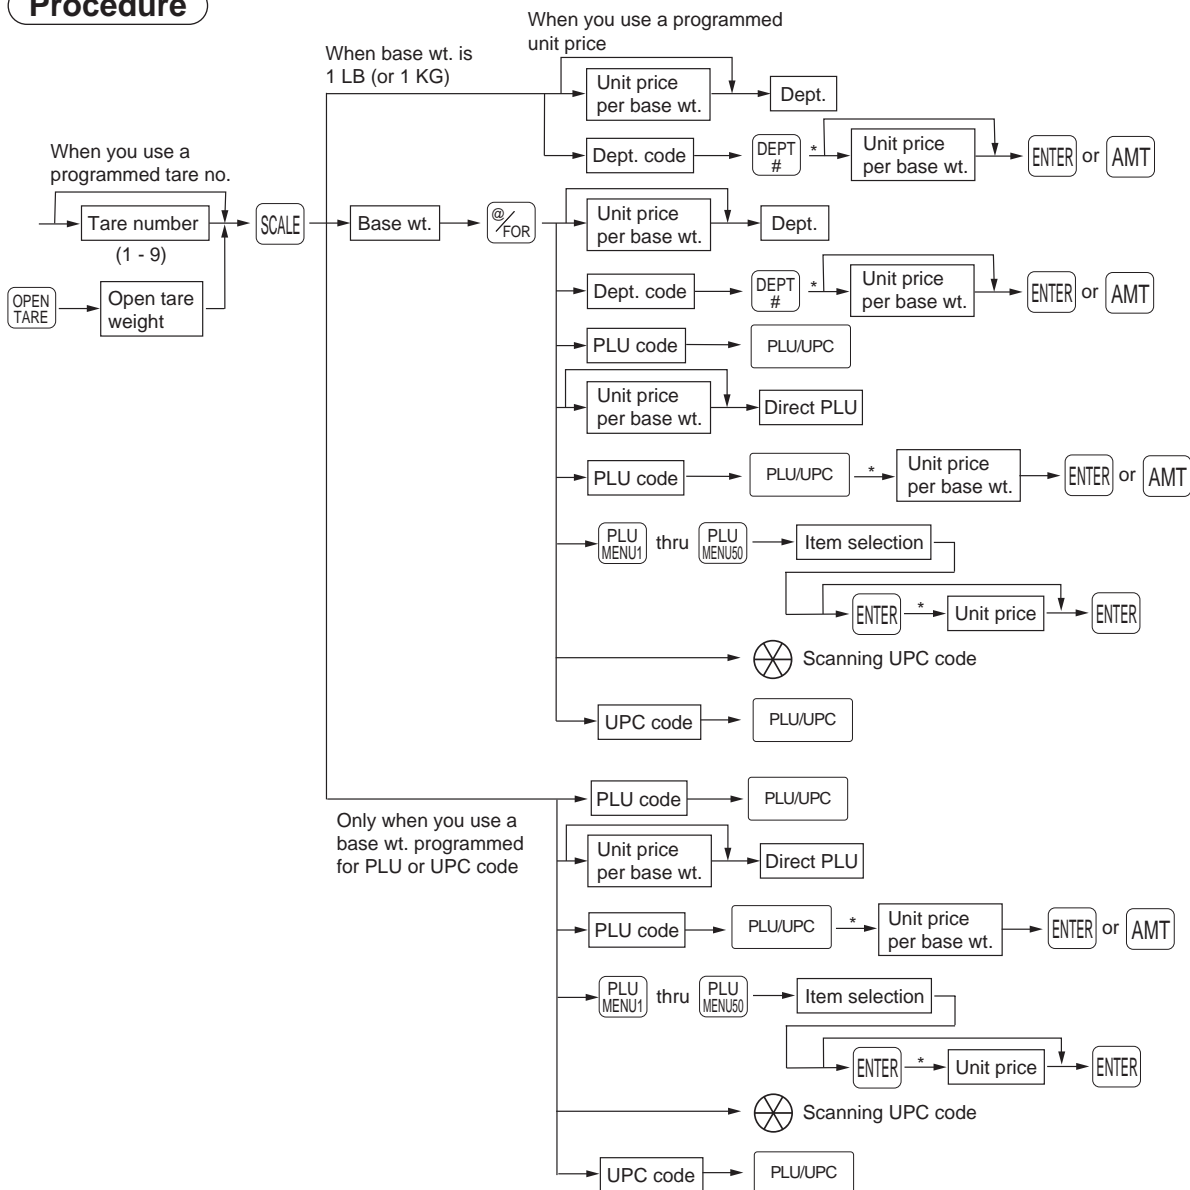 Procedure
When you use a programmed
unit price
When base wt. is
1 LB (or 1 KG)
Unit price
per base wt.
Dept.
Dept. code
DEPT
#
*
Unit price
per base wt.
ENTER or AMT
When you use a
programmed tare no.
Tare number
(1 - 9)
SCALE
Base wt.
@/FOR
OPEN
TARE
Open tare
weight
Unit price
per base wt.
Dept.
Dept. code
DEPT
#
*
Unit price
per base wt.
ENTER or AMT
PLU code
PLU/UPC
Unit price
per base wt.
Direct PLU
PLU code
PLU/UPC
*
Unit price
per base wt.
ENTER or AMT
PLU
MENU1
thru
PLU
MENU50
Item selection
ENTER * Unit price ENTER
Scanning UPC code
UPC code
PLU/UPC
Only when you use a
base wt. programmed
for PLU or UPC code
PLU code
PLU/UPC
Unit price
per base wt.
Direct PLU
PLU code
PLU/UPC
*
Unit price
per base wt.
ENTER or AMT
PLU
MENU1
thru
PLU
MENU50
Item selection
ENTER * Unit price ENTER
Scanning UPC code
UPC code
PLU/UPC